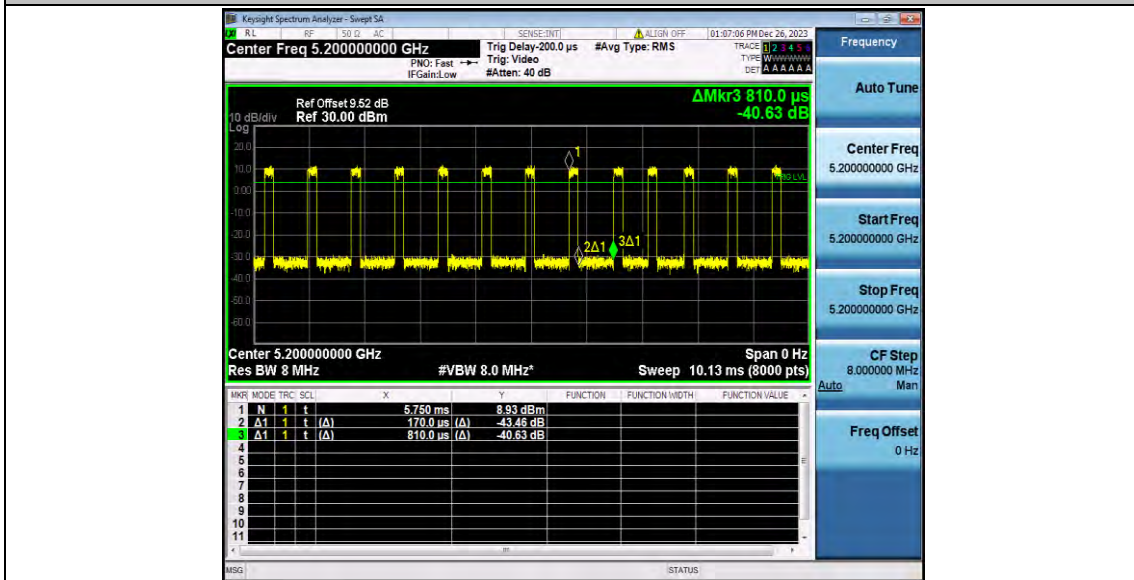 Keysight Spectrum Analyzer - Swept SA
RL RF 50 Ω AC SENSE:INT ALIGN OFF 01:07:06 PM Dec 26, 2023
Center Freq 5.200000000 GHz
PNO: Fast
IFGain:Low
Trig Delay-200.0 µs
Trig: Video
#Atten: 40 dB
#Avg Type: RMS
TRACE 1 2 3 4 5 6
TYPE WWWWWW
DET A A A A A A
ΔMkr3 810.0 µs
-40.63 dB
Ref Offset 9.52 dB
10 dB/div Ref 30.00 dBm
Log
20.0
10.0
0.00
-10.0
-20.0
-30.0
-40.0
-50.0
-60.0
1
TRIG LVL
2Δ1
3Δ1
Center 5.200000000 GHz Span 0 Hz
Res BW 8 MHz #VBW 8.0 MHz* Sweep 10.13 ms (8000 pts)
MKR MODE TRC SCL X Y FUNCTION FUNCTION WIDTH FUNCTION VALUE
1 N 1 t 5.750 ms 8.93 dBm
2 Δ1 1 t (Δ) 170.0 µs (Δ) -43.46 dB
3 Δ1 1 t (Δ) 810.0 µs (Δ) -40.63 dB
4
5
6
7
8
9
10
11
MSG STATUS
Frequency
Auto Tune
Center Freq
5.200000000 GHz
Start Freq
5.200000000 GHz
Stop Freq
5.200000000 GHz
CF Step
8.000000 MHz
Auto Man
Freq Offset
0 Hz